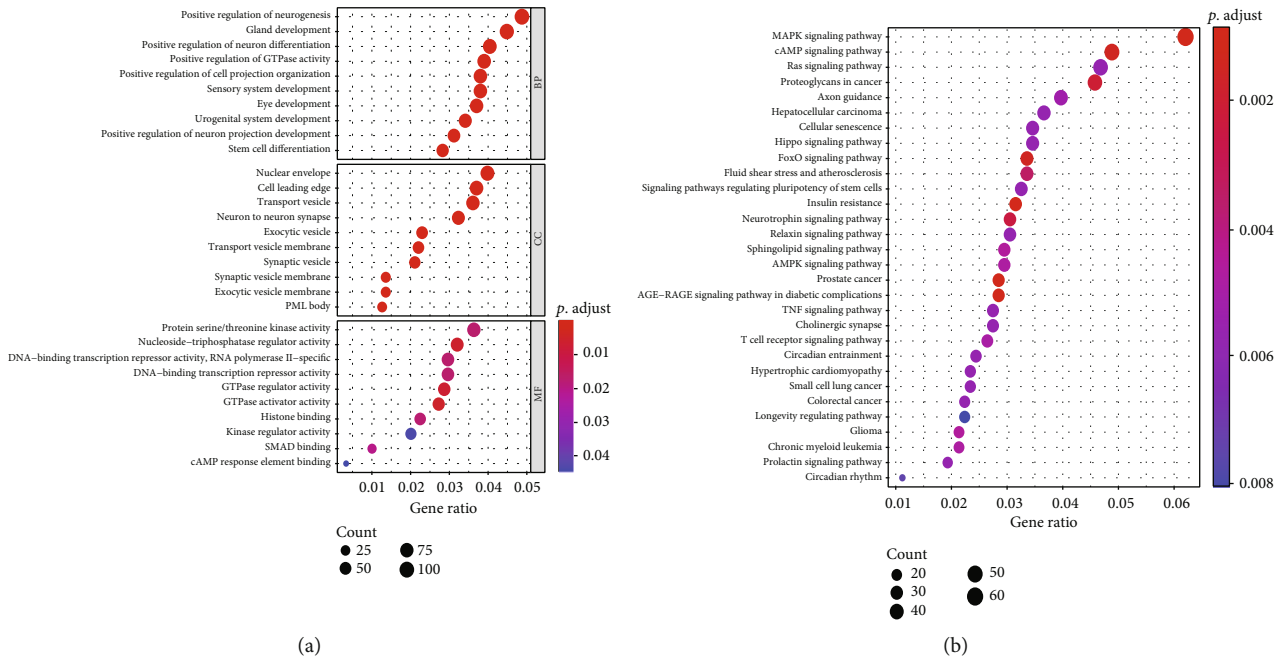 Positive regulation of neurogenesis
Gland development
Positive regulation of neuron differentiation
Positive regulation of GTPase activity
Positive regulation of cell projection organization
Sensory system development
Eye development
Urogenital system development
Positive regulation of neuron projection development
Stem cell differentiation
BP
Nuclear envelope
Cell leading edge
Transport vesicle
Neuron to neuron synapse
Exocytic vesicle
Transport vesicle membrane
Synaptic vesicle
Synaptic vesicle membrane
Exocytic vesicle membrane
PML body
CC
Protein serine/threonine kinase activity
Nucleoside−triphosphatase regulator activity
DNA−binding transcription repressor activity, RNA polymerase II−specific
DNA−binding transcription repressor activity
GTPase regulator activity
GTPase activator activity
Histone binding
Kinase regulator activity
SMAD binding
cAMP response element binding
MF
0.01 0.02 0.03 0.04 0.05
Gene ratio
p. adjust
0.01
0.02
0.03
0.04
Count
25 75
50 100
(a)
MAPK signaling pathway
cAMP signaling pathway
Ras signaling pathway
Proteoglycans in cancer
Axon guidance
Hepatocellular carcinoma
Cellular senescence
Hippo signaling pathway
FoxO signaling pathway
Fluid shear stress and atherosclerosis
Signaling pathways regulating pluripotency of stem cells
Insulin resistance
Neurotrophin signaling pathway
Relaxin signaling pathway
Sphingolipid signaling pathway
AMPK signaling pathway
Prostate cancer
AGE−RAGE signaling pathway in diabetic complications
TNF signaling pathway
Cholinergic synapse
T cell receptor signaling pathway
Circadian entrainment
Hypertrophic cardiomyopathy
Small cell lung cancer
Colorectal cancer
Longevity regulating pathway
Glioma
Chronic myeloid leukemia
Prolactin signaling pathway
Circadian rhythm
0.01 0.02 0.03 0.04 0.05 0.06
Gene ratio
p. adjust
0.002
0.004
0.006
0.008
Count
20 50
30 60
40
(b)